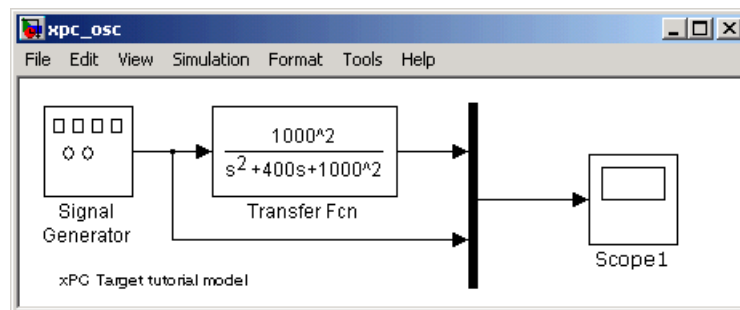 xpc_osc
File Edit View Simulation Format Tools Help
1000^2
s²+400s+1000^2
Signal
Generator
Transfer Fcn
Scope1
xPC Target tutorial model